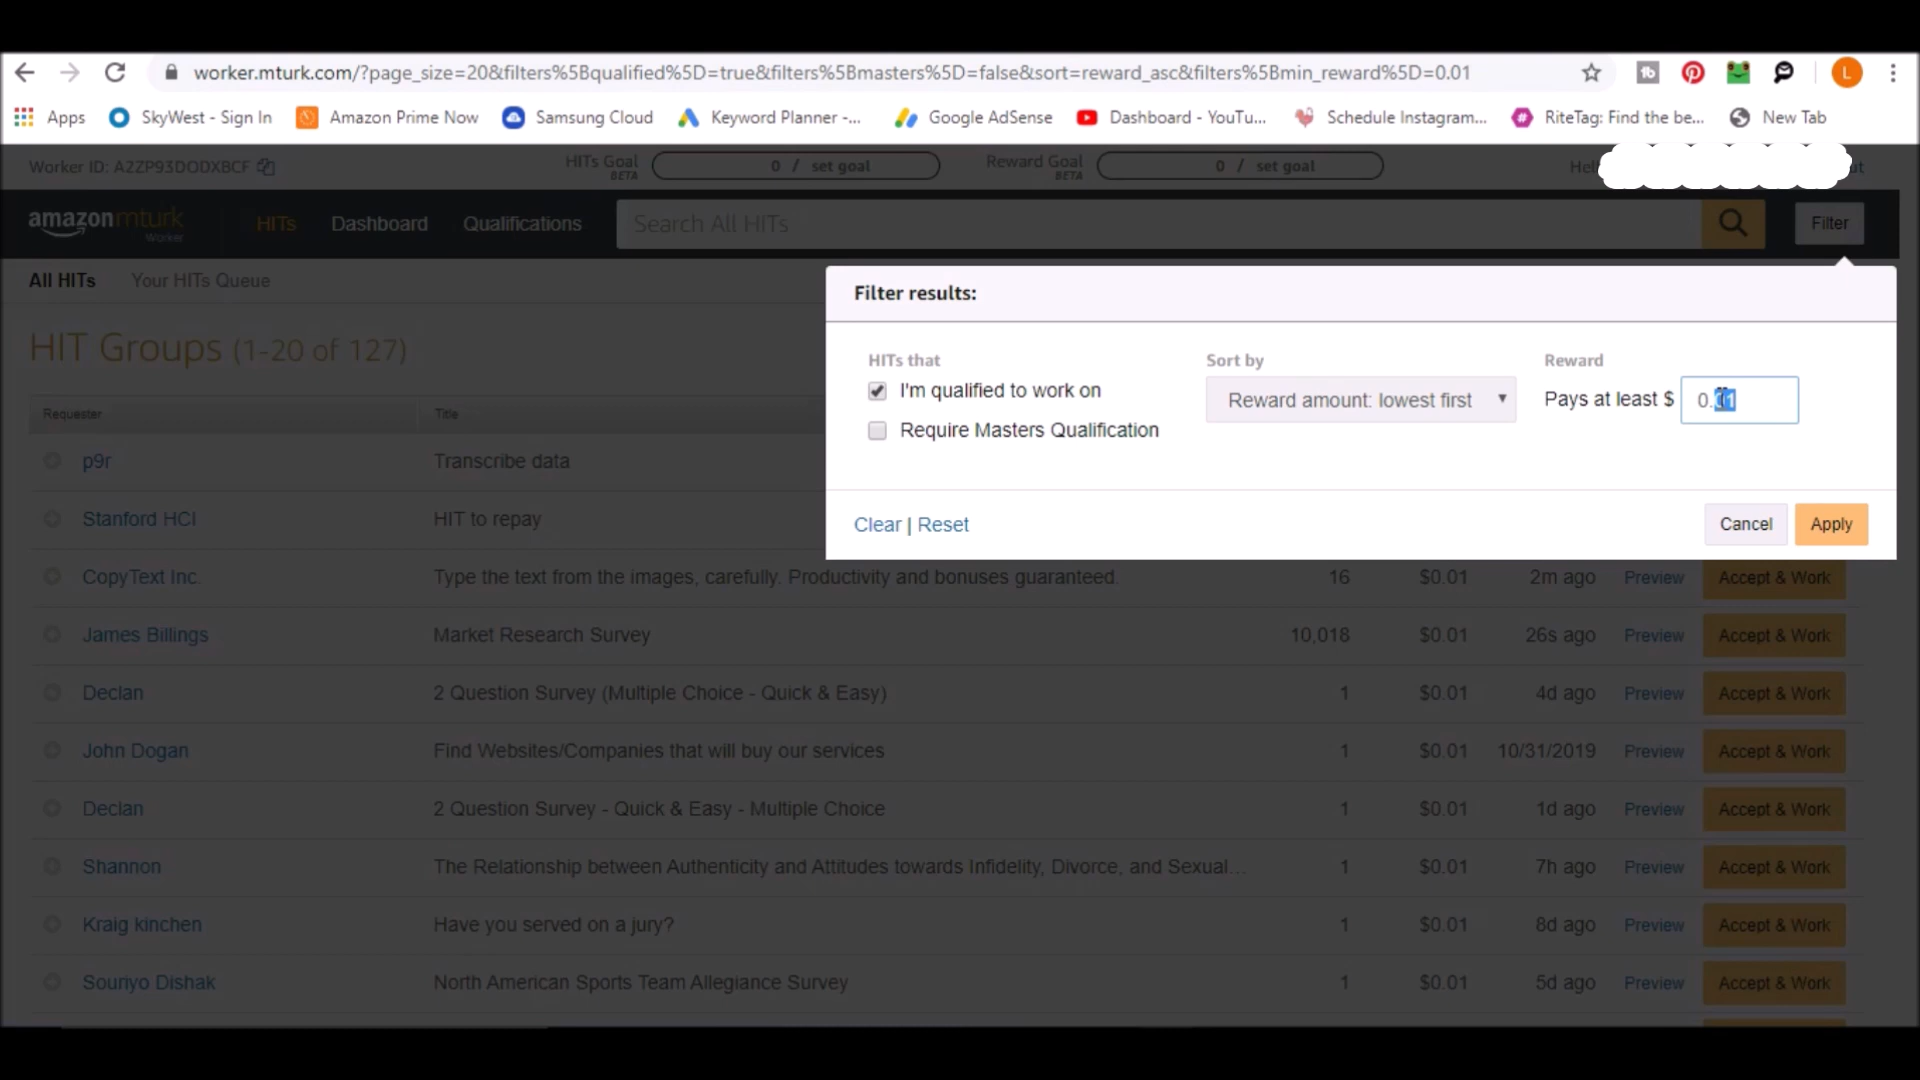 worker.mturk.com/?page_size=20&filters%5Bqualified%5D=true&filters%5Bmasters%5D=false&sort=reward_asc&filters%5Bmin_reward%5D=0.01
L
Apps SkyWest - Sign In Amazon Prime Now Samsung Cloud Keyword Planner -... Google AdSense Dashboard - YouTu... Schedule Instagram... RiteTag: Find the be... New Tab
Worker ID: A2ZP93DODXBCF HITs Goal BETA 0 / set goal Reward Goal BETA 0 / set goal
amazonmturk Worker HITs Dashboard Qualifications Search All HITs Filter
All HITs Your HITs Queue
Filter results:
HIT Groups (1-20 of 127)
HITs that Sort by Reward
I'm qualified to work on Reward amount: lowest first Pays at least $ 0.01
Require Masters Qualification
Requester Title
p9r Transcribe data
Stanford HCI HIT to repay
Clear | Reset Cancel Apply
CopyText Inc. Type the text from the images, carefully. Productivity and bonuses guaranteed. 16 $0.01 2m ago Preview Accept & Work
James Billings Market Research Survey 10,018 $0.01 26s ago Preview Accept & Work
Declan 2 Question Survey (Multiple Choice - Quick & Easy) 1 $0.01 4d ago Preview Accept & Work
John Dogan Find Websites/Companies that will buy our services 1 $0.01 10/31/2019 Preview Accept & Work
Declan 2 Question Survey - Quick & Easy - Multiple Choice 1 $0.01 1d ago Preview Accept & Work
Shannon The Relationship between Authenticity and Attitudes towards Infidelity, Divorce, and Sexual... 1 $0.01 7h ago Preview Accept & Work
Kraig kinchen Have you served on a jury? 1 $0.01 8d ago Preview Accept & Work
Souriyo Dishak North American Sports Team Allegiance Survey 1 $0.01 5d ago Preview Accept & Work